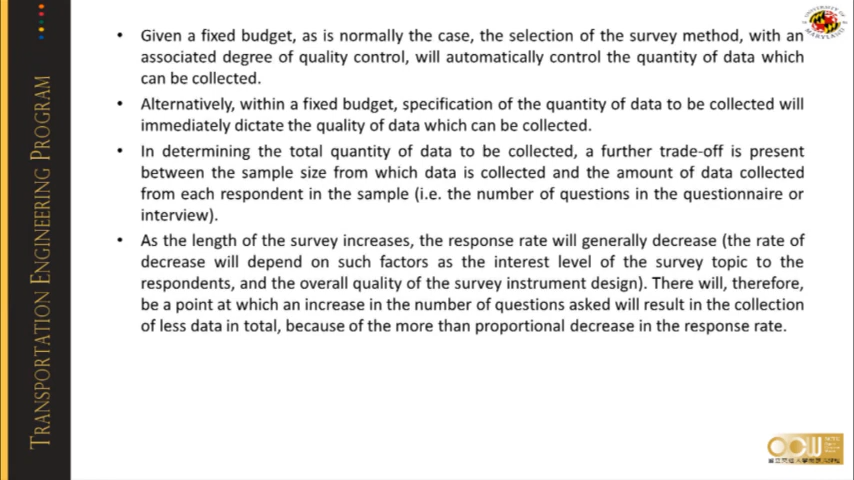 Given a fixed budget, as is normally the case, the selection of the survey method, with an
associated degree of quality control, will automatically control the quantity of data which
can be collected.
Alternatively, within a fixed budget, specification of the quantity of data to be collected will
immediately dictate the quality of data which can be collected.
In determining the total quantity of data to be collected, a further trade-off is present
between the sample size from which data is collected and the amount of data collected
from each respondent in the sample (i.e. the number of questions in the questionnaire or
interview).
As the length of the survey increases, the response rate will generally decrease (the rate of
decrease will depend on such factors as the interest level of the survey topic to the
respondents, and the overall quality of the survey instrument design). There will, therefore,
be a point at which an increase in the number of questions asked will result in the collection
of less data in total, because of the more than proportional decrease in the response rate.
TRANSPORTATION ENGINEERING PROGRAM
UNIVERSITY OF
MARYLAND
OCW